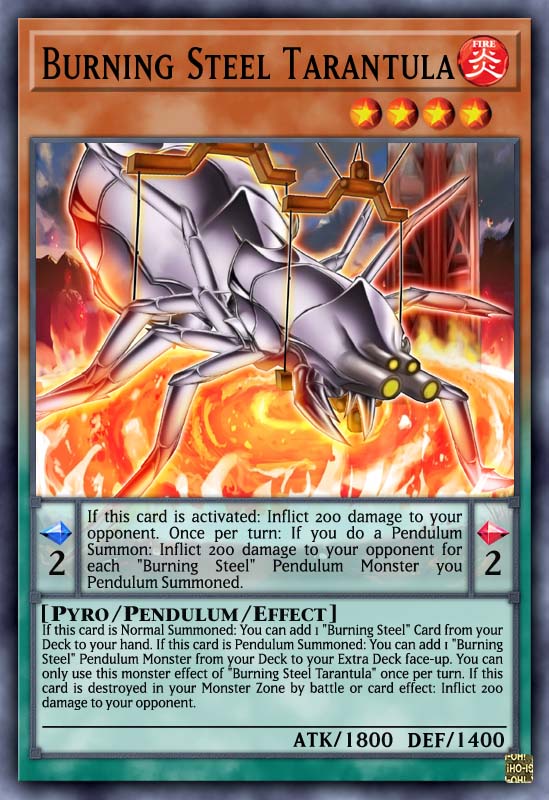 BURNING STEEL TARANTULA
FIRE
炎
If this card is activated: Inflict 200 damage to your
opponent. Once per turn: If you do a Pendulum
Summon: Inflict 200 damage to your opponent for
each "Burning Steel" Pendulum Monster you
Pendulum Summoned.
2
2
[PYRO/PENDULUM/EFFECT]
If this card is Normal Summoned: You can add 1 "Burning Steel" Card from your
Deck to your hand. If this card is Pendulum Summoned: You can add 1 "Burning
Steel" Pendulum Monster from your Deck to your Extra Deck face-up. You can
only use this monster effect of "Burning Steel Tarantula" once per turn. If this
card is destroyed in your Monster Zone by battle or card effect: Inflict 200
damage to your opponent.
ATK/1800 DEF/1400